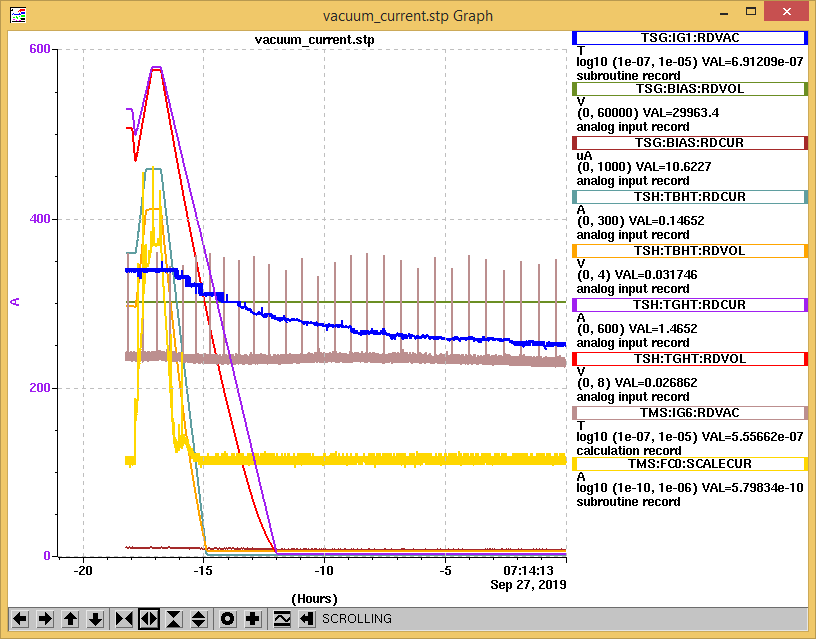 vacuum_current.stp Graph
vacuum_current.stp
600
400
200
0
A
-20
-15
-10
-5
07:14:13
Sep 27, 2019
(Hours)
TSG:IG1:RDVAC
T
log10 (1e-07, 1e-05) VAL=6.91209e-07
subroutine record
TSG:BIAS:RDVOL
V
(0, 60000) VAL=29963.4
analog input record
TSG:BIAS:RDCUR
uA
(0, 1000) VAL=10.6227
analog input record
TSH:TBHT:RDCUR
A
(0, 300) VAL=0.14652
analog input record
TSH:TBHT:RDVOL
V
(0, 4) VAL=0.031746
analog input record
TSH:TGHT:RDCUR
A
(0, 600) VAL=1.4652
analog input record
TSH:TGHT:RDVOL
V
(0, 8) VAL=0.026862
analog input record
TMS:IG6:RDVAC
T
log10 (1e-07, 1e-05) VAL=5.55662e-07
calculation record
TMS:FC0:SCALECUR
A
log10 (1e-10, 1e-06) VAL=5.79834e-10
subroutine record
SCROLLING